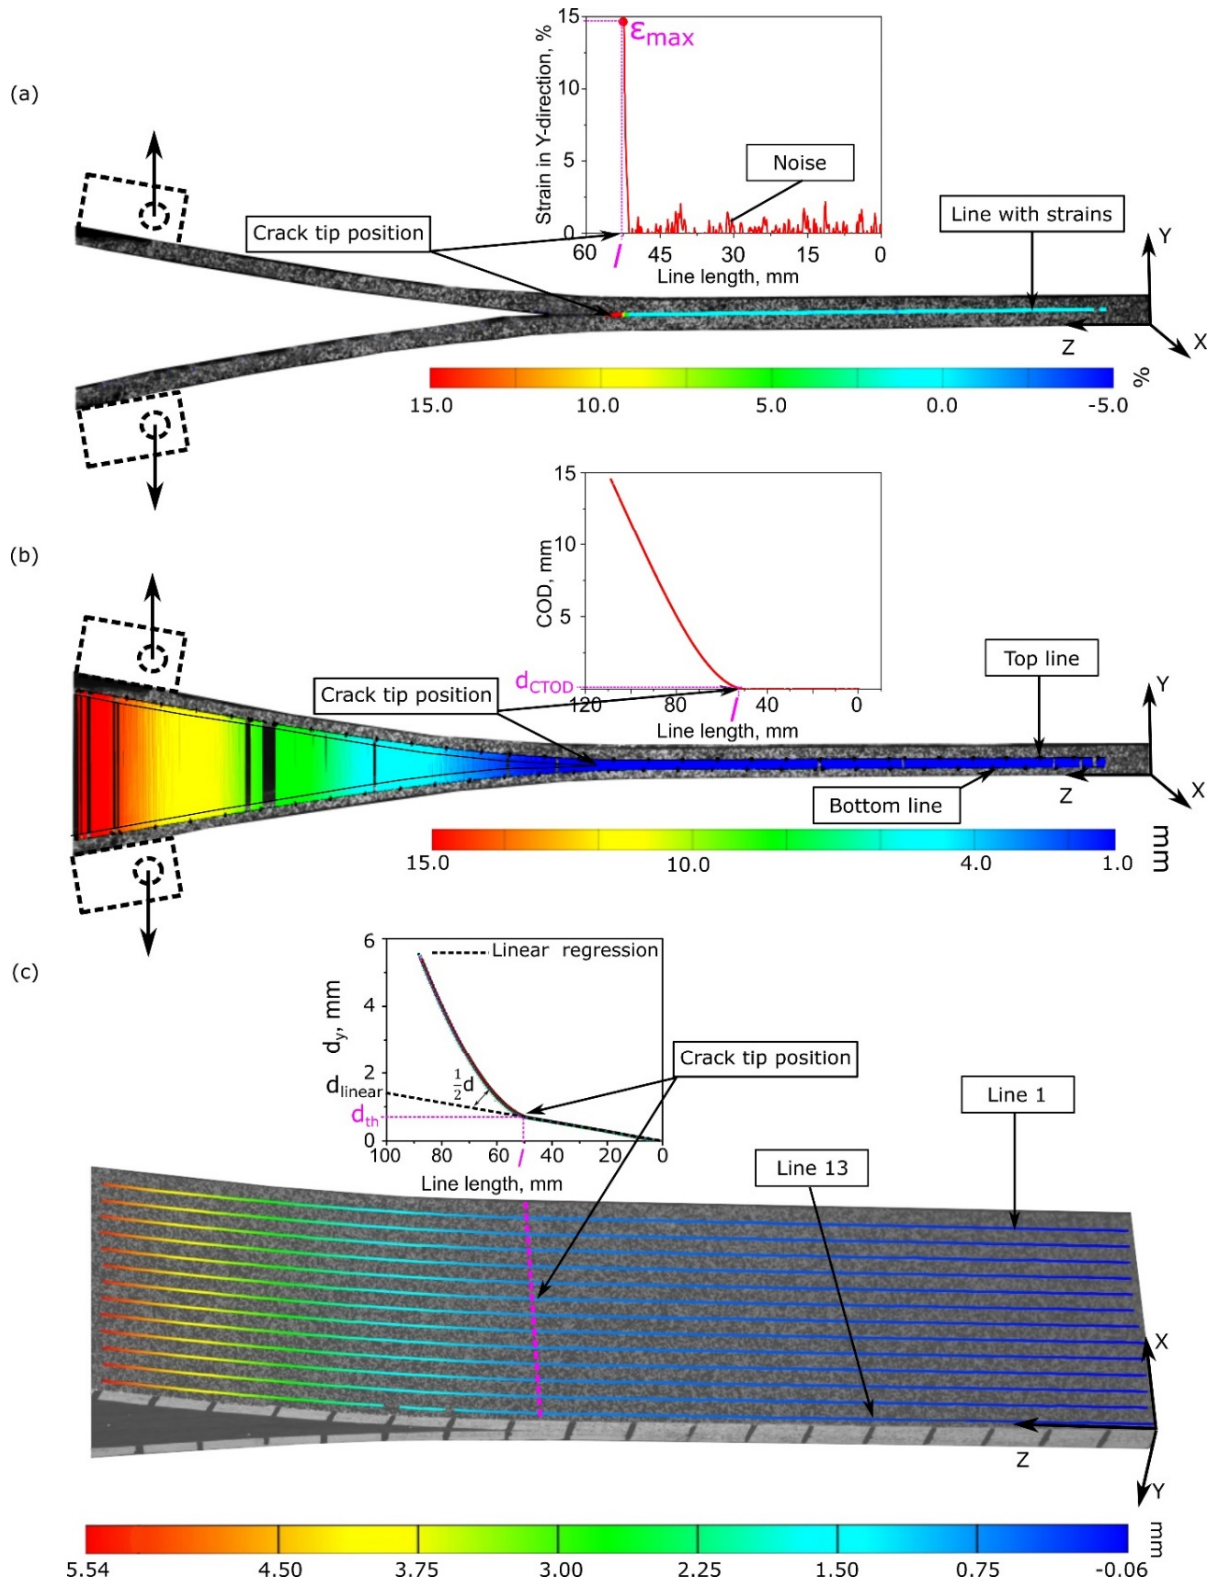 (a)
15
10
5
0
Strain in Y-direction, %
εmax
Noise
60 45 30 15 0
l
Line length, mm
Crack tip position
Line with strains
Y
Z
X
15.0 10.0 5.0 0.0 -5.0
%
(b)
15
10
5
COD, mm
dCTOD
120 80 40 0
l
Line length, mm
Crack tip position
Top line
Bottom line
Y
Z
X
15.0 10.0 4.0 1.0
mm
(c)
6
4
2
0
dy, mm
Linear regression
dlinear
dth
½d
100 80 60 40 20 0
l
Line length, mm
Crack tip position
Line 1
Line 13
X
Z
Y
5.54 4.50 3.75 3.00 2.25 1.50 0.75 -0.06
mm